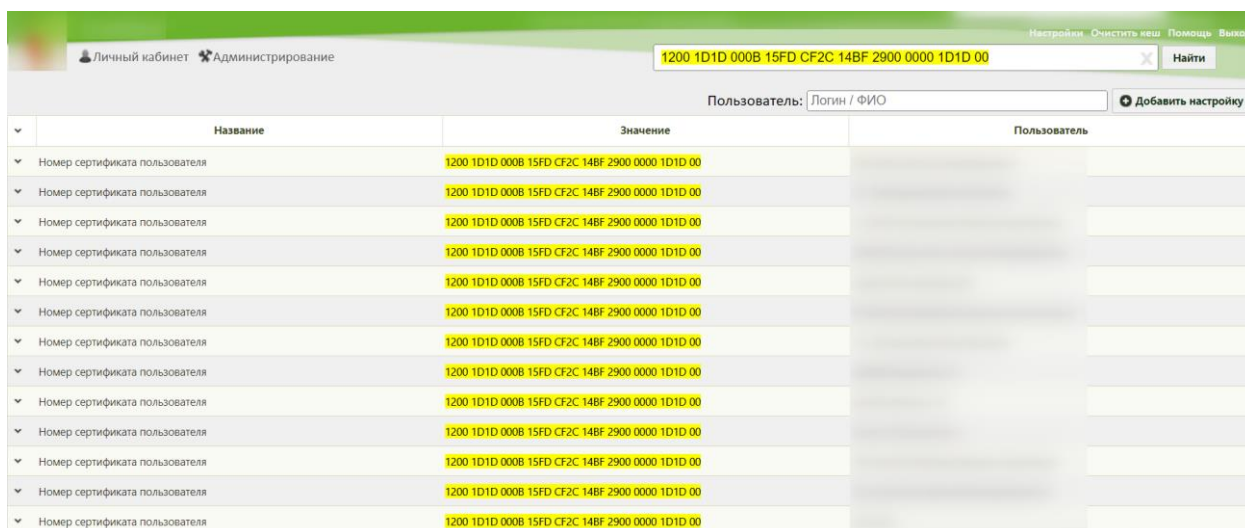 Настройки Очистить кеш Помощь Выхо
Личный кабинет Администрирование
1200 1D1D 000B 15FD CF2C 14BF 2900 0000 1D1D 00
Найти
Пользователь: Логин / ФИО
Добавить настройку
Название Значение Пользователь
Номер сертификата пользователя 1200 1D1D 000B 15FD CF2C 14BF 2900 0000 1D1D 00
Номер сертификата пользователя 1200 1D1D 000B 15FD CF2C 14BF 2900 0000 1D1D 00
Номер сертификата пользователя 1200 1D1D 000B 15FD CF2C 14BF 2900 0000 1D1D 00
Номер сертификата пользователя 1200 1D1D 000B 15FD CF2C 14BF 2900 0000 1D1D 00
Номер сертификата пользователя 1200 1D1D 000B 15FD CF2C 14BF 2900 0000 1D1D 00
Номер сертификата пользователя 1200 1D1D 000B 15FD CF2C 14BF 2900 0000 1D1D 00
Номер сертификата пользователя 1200 1D1D 000B 15FD CF2C 14BF 2900 0000 1D1D 00
Номер сертификата пользователя 1200 1D1D 000B 15FD CF2C 14BF 2900 0000 1D1D 00
Номер сертификата пользователя 1200 1D1D 000B 15FD CF2C 14BF 2900 0000 1D1D 00
Номер сертификата пользователя 1200 1D1D 000B 15FD CF2C 14BF 2900 0000 1D1D 00
Номер сертификата пользователя 1200 1D1D 000B 15FD CF2C 14BF 2900 0000 1D1D 00
Номер сертификата пользователя 1200 1D1D 000B 15FD CF2C 14BF 2900 0000 1D1D 00
Номер сертификата пользователя 1200 1D1D 000B 15FD CF2C 14BF 2900 0000 1D1D 00